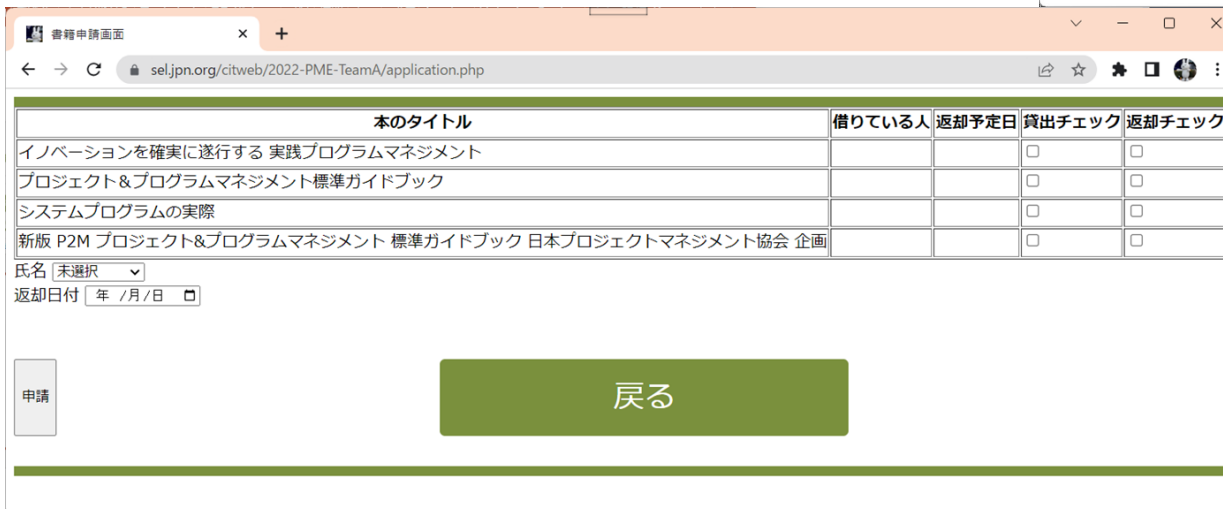 書籍申請画面
sel.jpn.org/citweb/2022-PME-TeamA/application.php
本のタイトル 借りている人 返却予定日 貸出チェック 返却チェック
イノベーションを確実に遂行する 実践プログラムマネジメント
プロジェクト＆プログラムマネジメント標準ガイドブック
システムプログラムの実際
新版 P2M プロジェクト&プログラムマネジメント 標準ガイドブック 日本プロジェクトマネジメント協会 企画
氏名 未選択
返却日付 年 /月/日
申請 戻る